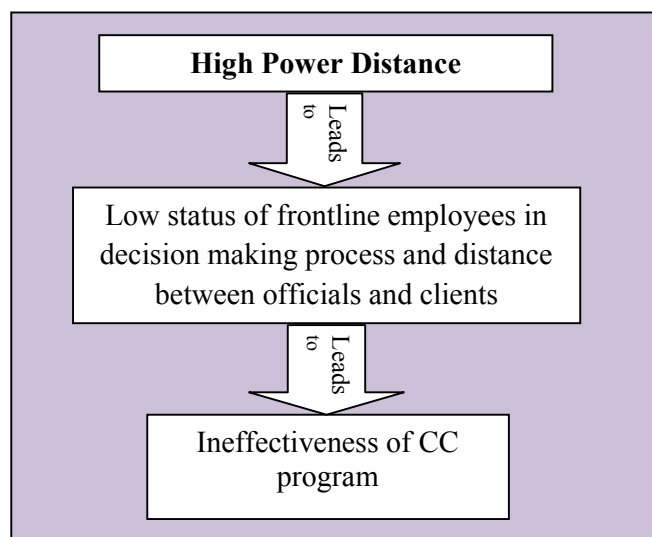 High Power Distance
Leads
to
Low status of frontline employees in
decision making process and distance
between officials and clients
Leads
to
Ineffectiveness of CC
program